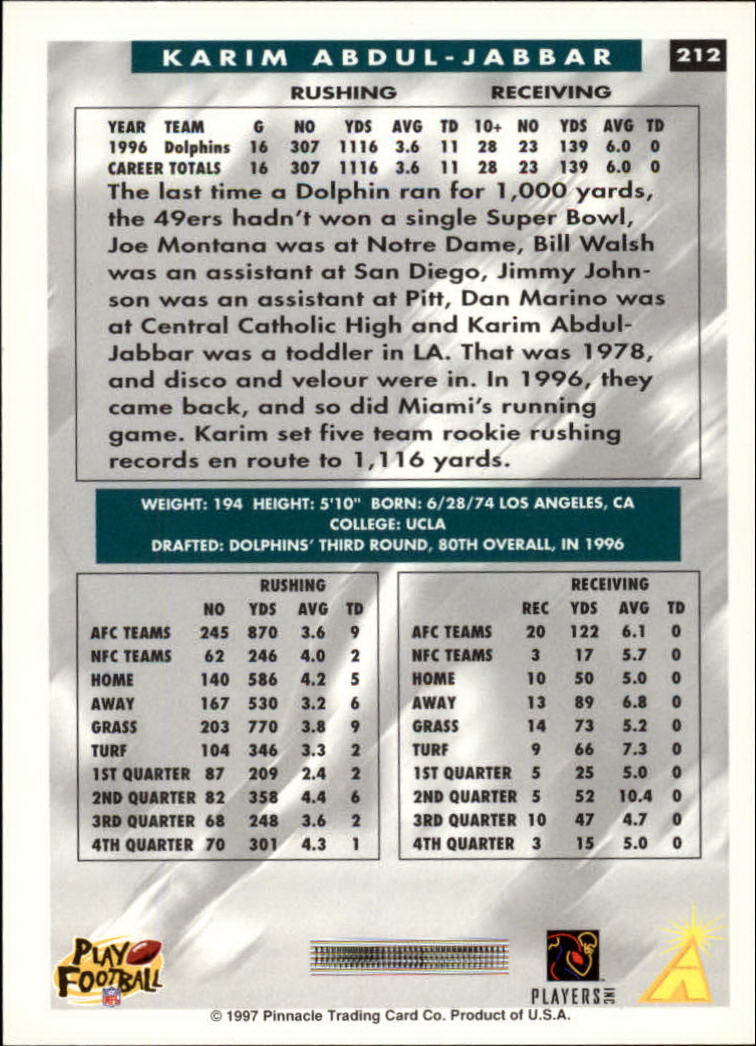 KARIM ABDUL-JABBAR 212
RUSHING RECEIVING
YEAR TEAM G NO YDS AVG TD 10+ NO YDS AVG TD
1996 Dolphins 16 307 1116 3.6 11 28 23 139 6.0 0
CAREER TOTALS 16 307 1116 3.6 11 28 23 139 6.0 0
The last time a Dolphin ran for 1,000 yards,
the 49ers hadn't won a single Super Bowl,
Joe Montana was at Notre Dame, Bill Walsh
was an assistant at San Diego, Jimmy John-
son was an assistant at Pitt, Dan Marino was
at Central Catholic High and Karim Abdul-
Jabbar was a toddler in LA. That was 1978,
and disco and velour were in. In 1996, they
came back, and so did Miami's running
game. Karim set five team rookie rushing
records en route to 1,116 yards.
WEIGHT: 194 HEIGHT: 5'10" BORN: 6/28/74 LOS ANGELES, CA
COLLEGE: UCLA
DRAFTED: DOLPHINS' THIRD ROUND, 80TH OVERALL, IN 1996
RUSHING
NO YDS AVG TD
AFC TEAMS 245 870 3.6 9
NFC TEAMS 62 246 4.0 2
HOME 140 586 4.2 5
AWAY 167 530 3.2 6
GRASS 203 770 3.8 9
TURF 104 346 3.3 2
1ST QUARTER 87 209 2.4 2
2ND QUARTER 82 358 4.4 6
3RD QUARTER 68 248 3.6 2
4TH QUARTER 70 301 4.3 1
RECEIVING
REC YDS AVG TD
AFC TEAMS 20 122 6.1 0
NFC TEAMS 3 17 5.7 0
HOME 10 50 5.0 0
AWAY 13 89 6.8 0
GRASS 14 73 5.2 0
TURF 9 66 7.3 0
1ST QUARTER 5 25 5.0 0
2ND QUARTER 5 52 10.4 0
3RD QUARTER 10 47 4.7 0
4TH QUARTER 3 15 5.0 0
PLAY
FOOTBALL
NFL
PLAYERS INC
© 1997 Pinnacle Trading Card Co. Product of U.S.A.